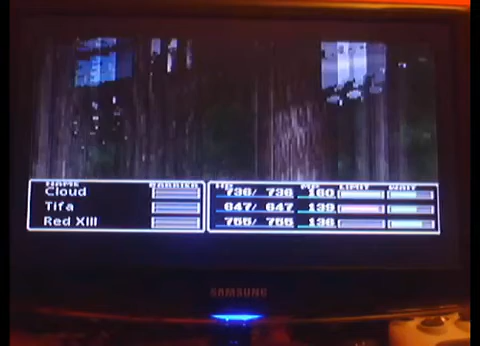 NAME BARRIER HP MP LIMIT WAIT
Cloud 736/ 736 160
Tifa 647/ 647 139
Red XIII 755/ 755 136
SAMSUNG